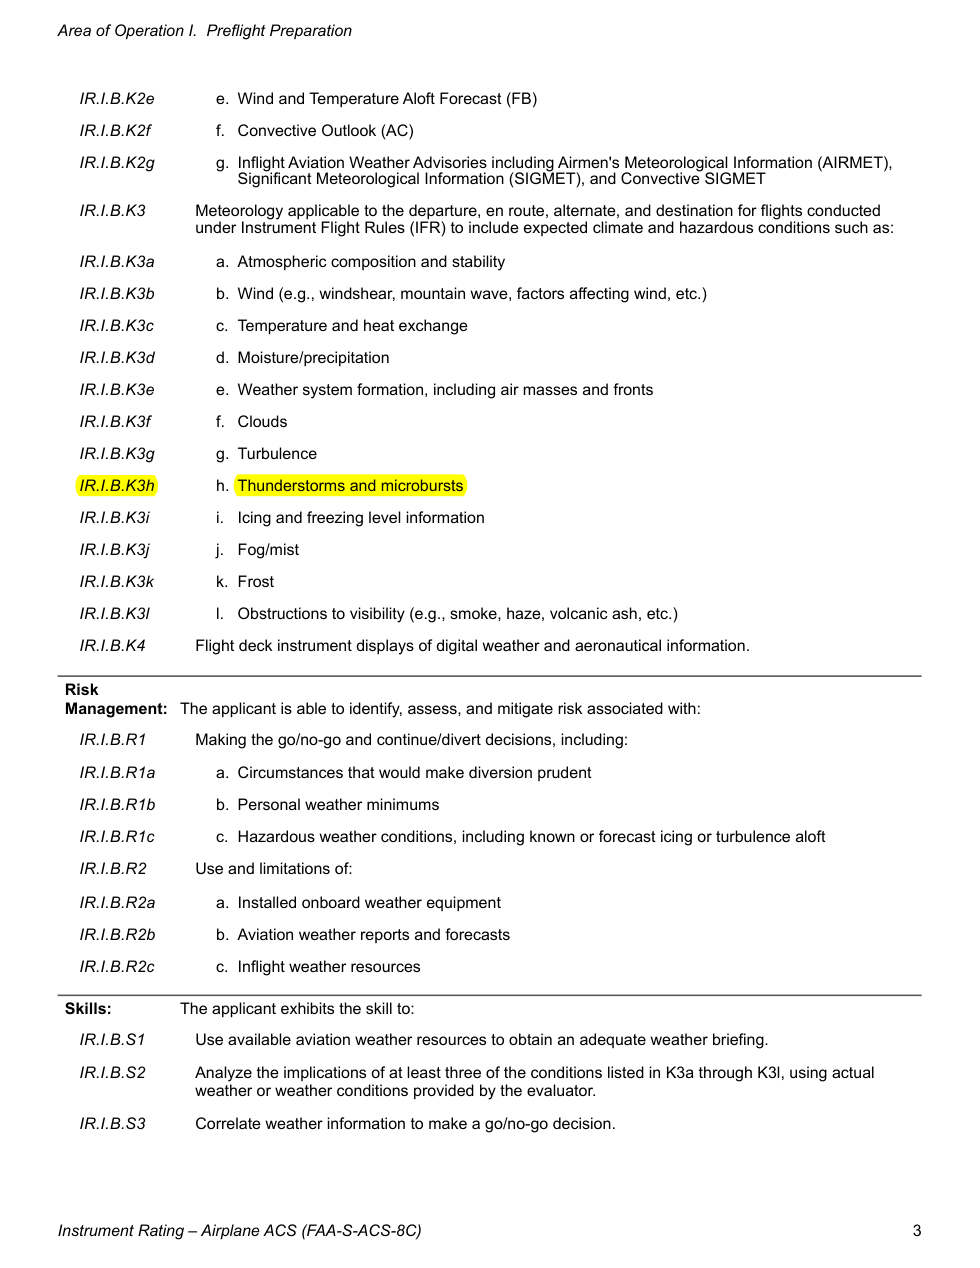 Area of Operation I.  Preflight Preparation
IR.I.B.K2e e. Wind and Temperature Aloft Forecast (FB)
IR.I.B.K2f f. Convective Outlook (AC)
IR.I.B.K2g g. Inflight Aviation Weather Advisories including Airmen's Meteorological Information (AIRMET),
Significant Meteorological Information (SIGMET), and Convective SIGMET
IR.I.B.K3 Meteorology applicable to the departure, en route, alternate, and destination for flights conducted
under Instrument Flight Rules (IFR) to include expected climate and hazardous conditions such as:
IR.I.B.K3a a. Atmospheric composition and stability
IR.I.B.K3b b. Wind (e.g., windshear, mountain wave, factors affecting wind, etc.)
IR.I.B.K3c c. Temperature and heat exchange
IR.I.B.K3d d. Moisture/precipitation
IR.I.B.K3e e. Weather system formation, including air masses and fronts
IR.I.B.K3f f. Clouds
IR.I.B.K3g g. Turbulence
IR.I.B.K3h h. Thunderstorms and microbursts
IR.I.B.K3i i. Icing and freezing level information
IR.I.B.K3j j. Fog/mist
IR.I.B.K3k k. Frost
IR.I.B.K3l l. Obstructions to visibility (e.g., smoke, haze, volcanic ash, etc.)
IR.I.B.K4 Flight deck instrument displays of digital weather and aeronautical information.
Risk
Management: The applicant is able to identify, assess, and mitigate risk associated with:
IR.I.B.R1 Making the go/no-go and continue/divert decisions, including:
IR.I.B.R1a a. Circumstances that would make diversion prudent
IR.I.B.R1b b. Personal weather minimums
IR.I.B.R1c c. Hazardous weather conditions, including known or forecast icing or turbulence aloft
IR.I.B.R2 Use and limitations of:
IR.I.B.R2a a. Installed onboard weather equipment
IR.I.B.R2b b. Aviation weather reports and forecasts
IR.I.B.R2c c. Inflight weather resources
Skills: The applicant exhibits the skill to:
IR.I.B.S1 Use available aviation weather resources to obtain an adequate weather briefing.
IR.I.B.S2 Analyze the implications of at least three of the conditions listed in K3a through K3l, using actual
weather or weather conditions provided by the evaluator.
IR.I.B.S3 Correlate weather information to make a go/no-go decision.
Instrument Rating – Airplane ACS (FAA-S-ACS-8C) 3